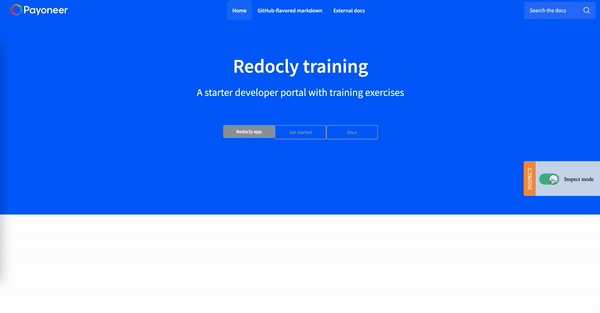 Payoneer
Home GitHub-flavored markdown External docs
Search the docs
Redocly training
A starter developer portal with training exercises
Redocly app Get started Docs
INSPECT
Inspect mode